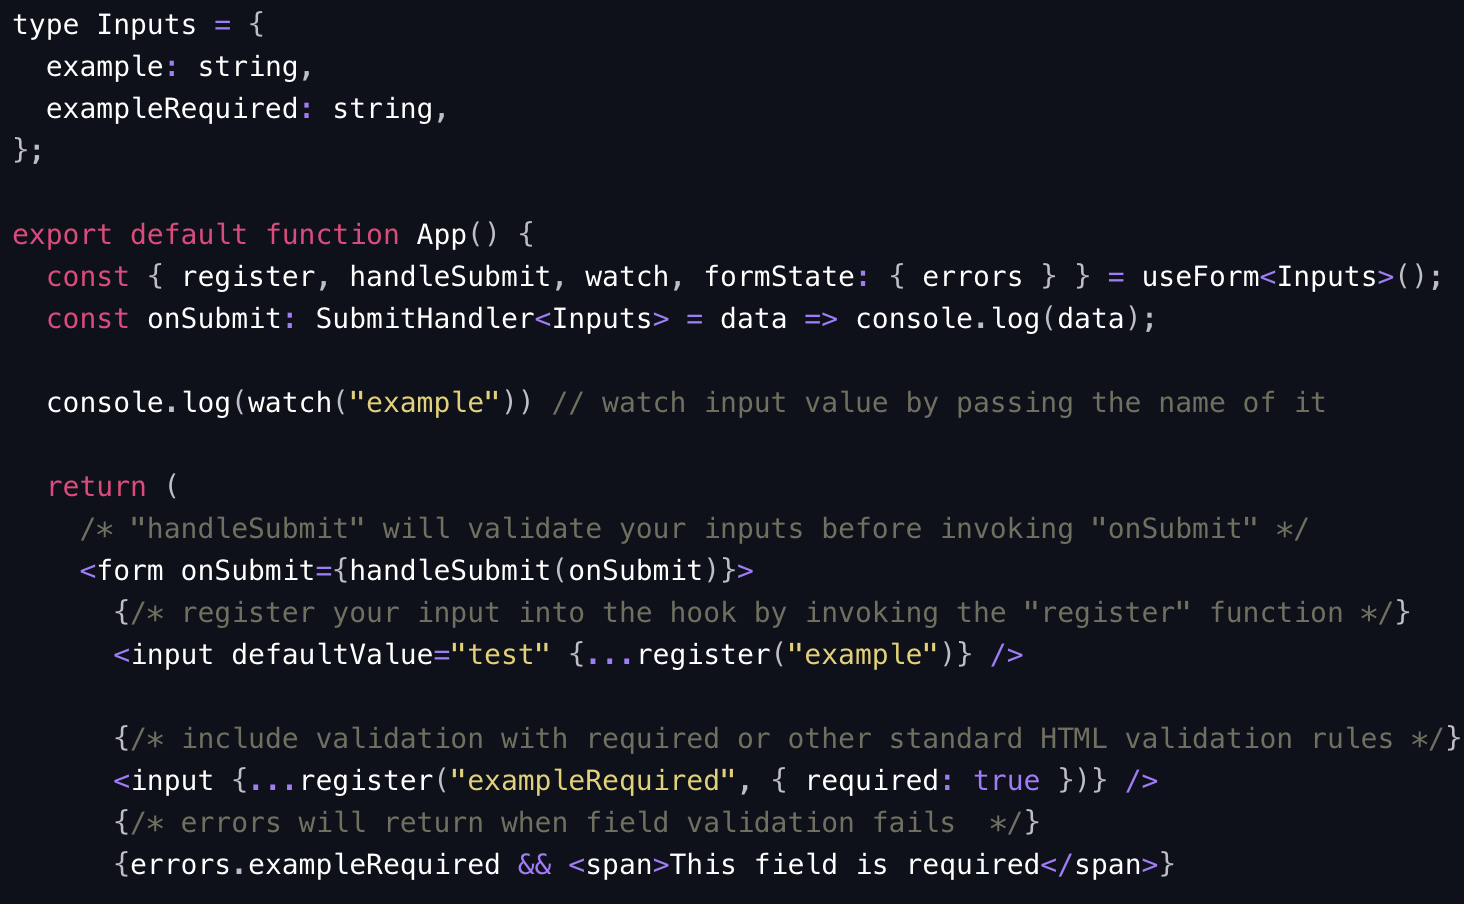 type Inputs = {
  example: string,
  exampleRequired: string,
};

export default function App() {
  const { register, handleSubmit, watch, formState: { errors } } = useForm<Inputs>();
  const onSubmit: SubmitHandler<Inputs> = data => console.log(data);

  console.log(watch("example")) // watch input value by passing the name of it

  return (
    /* "handleSubmit" will validate your inputs before invoking "onSubmit" */
    <form onSubmit={handleSubmit(onSubmit)}>
      {/* register your input into the hook by invoking the "register" function */}
      <input defaultValue="test" {...register("example")} />

      {/* include validation with required or other standard HTML validation rules */}
      <input {...register("exampleRequired", { required: true })} />
      {/* errors will return when field validation fails  */}
      {errors.exampleRequired && <span>This field is required</span>}